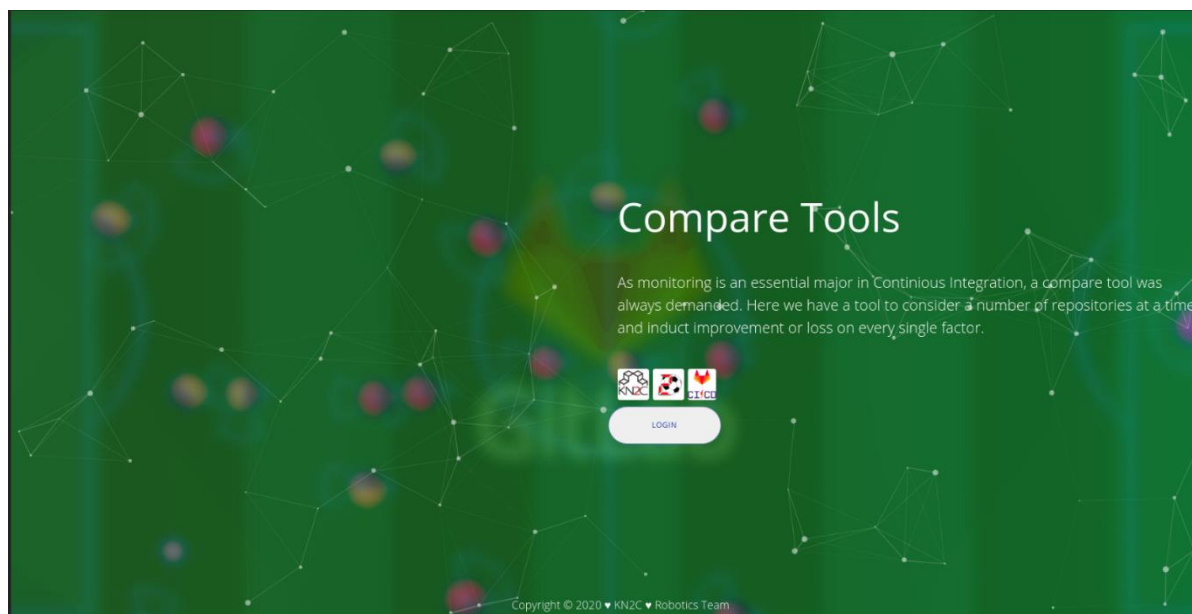 Compare Tools
As monitoring is an essential major in Continious Integration, a compare tool was
always demanded. Here we have a tool to consider a number of repositories at a time
and induct improvement or loss on every single factor.
KN2C
CI/CD
LOGIN
GitLab
Copyright © 2020 ♥ KN2C ♥ Robotics Team